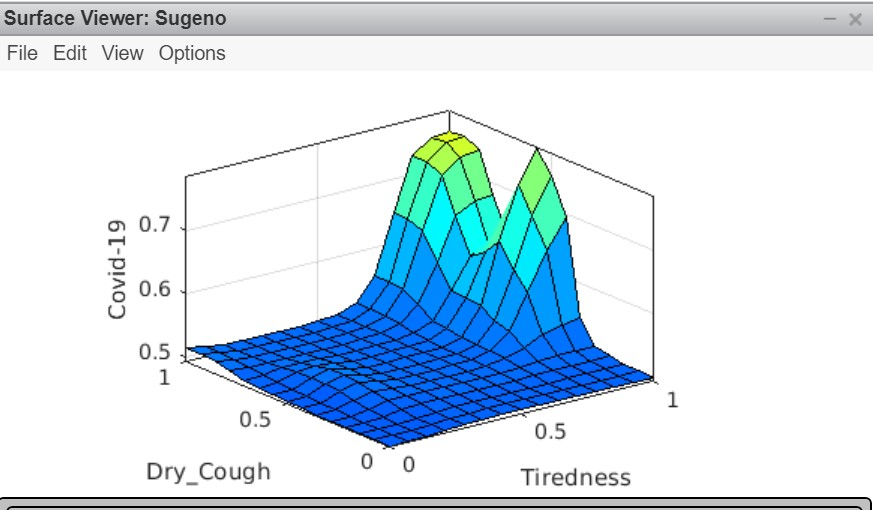 Surface Viewer: Sugeno
File Edit View Options
Covid-19
0.7
0.6
0.5
1
0.5
0
Dry_Cough
0
0.5
1
Tiredness